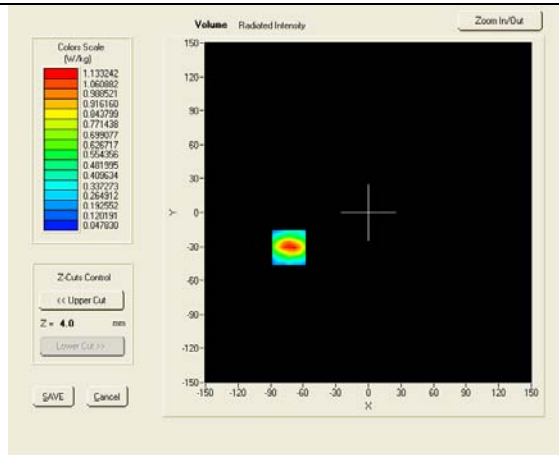 Volume Radiated Intensity
Zoom In/Out
Colors Scale
(W/kg)
1.133242
1.060882
0.988521
0.916160
0.843799
0.771438
0.699077
0.626717
0.554356
0.481995
0.409634
0.337273
0.264912
0.192552
0.120191
0.047830
Z-Cuts Control
<< Upper Cut
Z = 4.0 mm
Lower Cut >>
SAVE
Cancel
Y
150
120
90
60
30
0
-30
-60
-90
-120
-150
-150 -120 -90 -60 -30 0 30 60 90 120 150
X